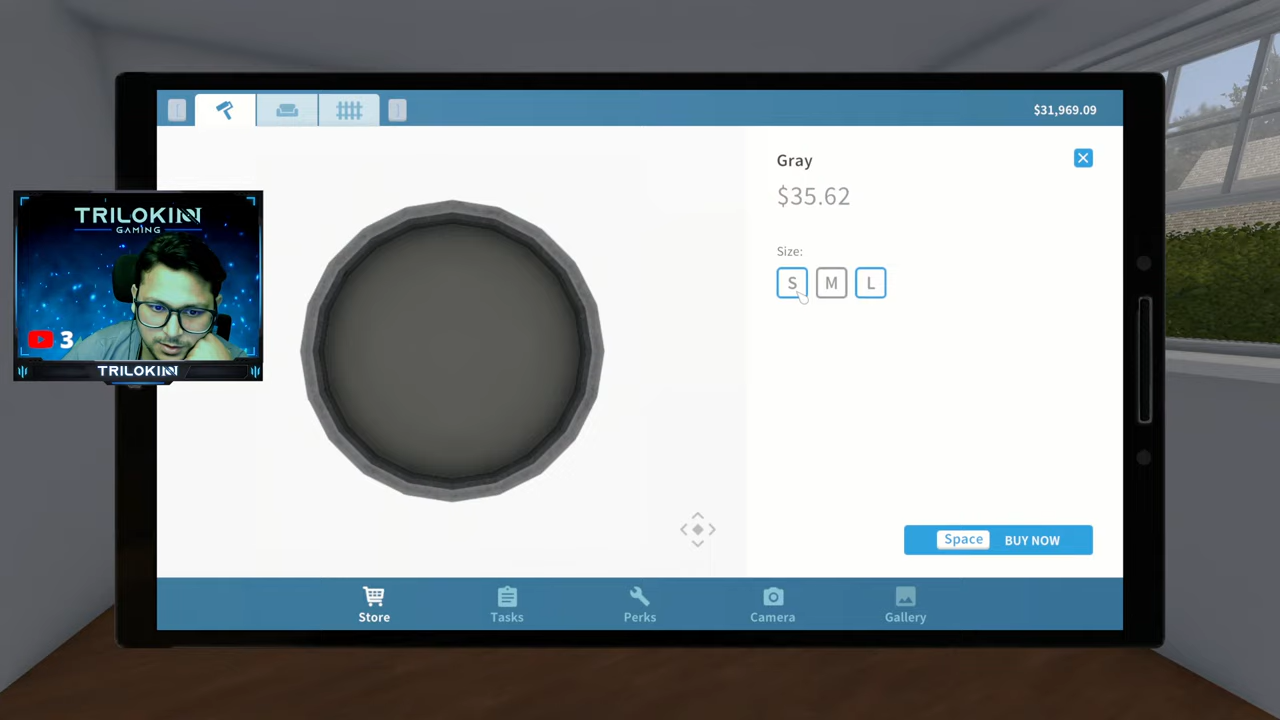 $31,969.09
Gray
$35.62
Size:
S M L
TRILOKIN
GAMING
3
TRILOKIN
Space BUY NOW
Store Tasks Perks Camera Gallery